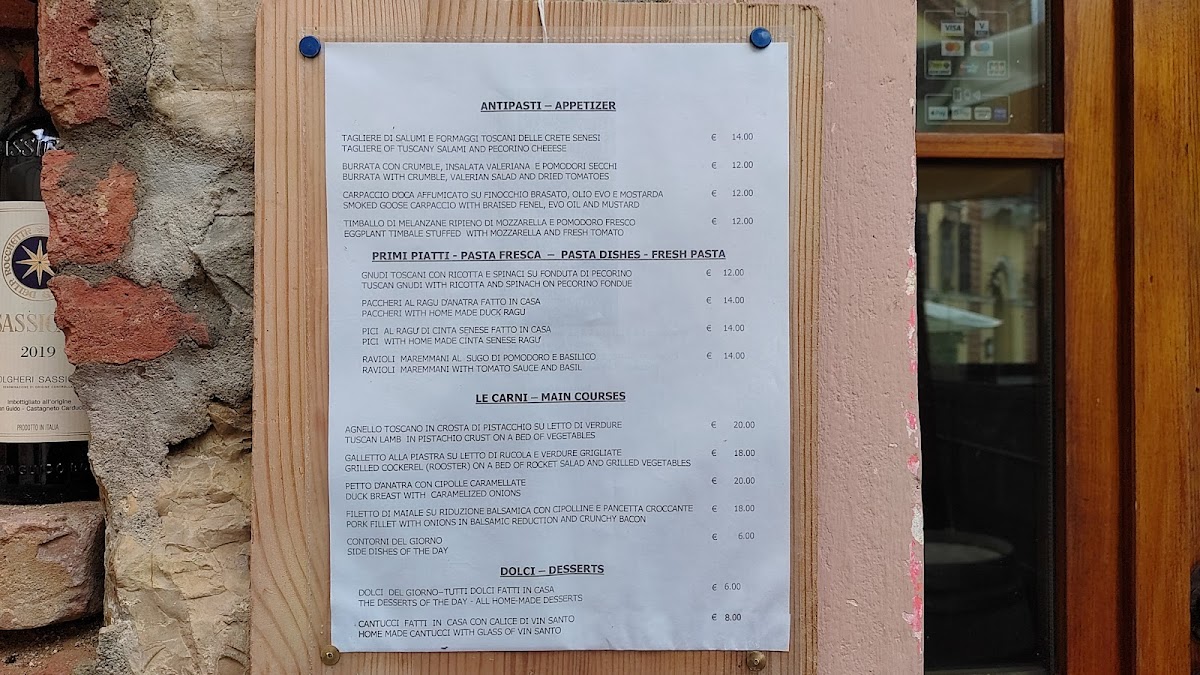 ANTIPASTI – APPETIZER
TAGLIERE DI SALUMI E FORMAGGI TOSCANI DELLE CRETE SENESI € 14.00
TAGLIERE OF TUSCANY SALAMI AND PECORINO CHEEESE
BURRATA CON CRUMBLE, INSALATA VALERIANA E POMODORI SECCHI € 12.00
BURRATA WITH CRUMBLE, VALERIAN SALAD AND DRIED TOMATOES
CARPACCIO D'OCA AFFUMICATO SU FINOCCHIO BRASATO, OLIO EVO E MOSTARDA € 12.00
SMOKED GOOSE CARPACCIO WITH BRAISED FENEL, EVO OIL AND MUSTARD
TIMBALLO DI MELANZANE RIPIENO DI MOZZARELLA E POMODORO FRESCO € 12.00
EGGPLANT TIMBALE STUFFED WITH MOZZARELLA AND FRESH TOMATO
PRIMI PIATTI - PASTA FRESCA – PASTA DISHES - FRESH PASTA
GNUDI TOSCANI CON RICOTTA E SPINACI SU FONDUTA DI PECORINO € 12.00
TUSCAN GNUDI WITH RICOTTA AND SPINACH ON PECORINO FONDUE
PACCHERI AL RAGU D'ANATRA FATTO IN CASA € 14.00
PACCHERI WITH HOME MADE DUCK RAGU
PICI AL RAGU' DI CINTA SENESE FATTO IN CASA € 14.00
PICI WITH HOME MADE CINTA SENESE RAGU'
RAVIOLI MAREMMANI AL SUGO DI POMODORO E BASILICO € 14.00
RAVIOLI MAREMMANI WITH TOMATO SAUCE AND BASIL
LE CARNI – MAIN COURSES
AGNELLO TOSCANO IN CROSTA DI PISTACCHIO SU LETTO DI VERDURE € 20.00
TUSCAN LAMB IN PISTACHIO CRUST ON A BED OF VEGETABLES
GALLETTO ALLA PIASTRA SU LETTO DI RUCOLA E VERDURE GRIGLIATE € 18.00
GRILLED COCKEREL (ROOSTER) ON A BED OF ROCKET SALAD AND GRILLED VEGETABLES
PETTO D'ANATRA CON CIPOLLE CARAMELLATE € 20.00
DUCK BREAST WITH CARAMELIZED ONIONS
FILETTO DI MAIALE SU RIDUZIONE BALSAMICA CON CIPOLLINE E PANCETTA CROCCANTE € 18.00
PORK FILLET WITH ONIONS IN BALSAMIC REDUCTION AND CRUNCHY BACON
CONTORNI DEL GIORNO € 6.00
SIDE DISHES OF THE DAY
DOLCI – DESSERTS
DOLCI DEL GIORNO–TUTTI DOLCI FATTI IN CASA € 6.00
THE DESSERTS OF THE DAY - ALL HOME-MADE DESSERTS
CANTUCCI FATTI IN CASA CON CALICE DI VIN SANTO € 8.00
HOME MADE CANTUCCI WITH GLASS OF VIN SANTO
2019
Imbottigliato all'origine
Guido - Castagneto
PRODOTTO IN ITALIA
VISA